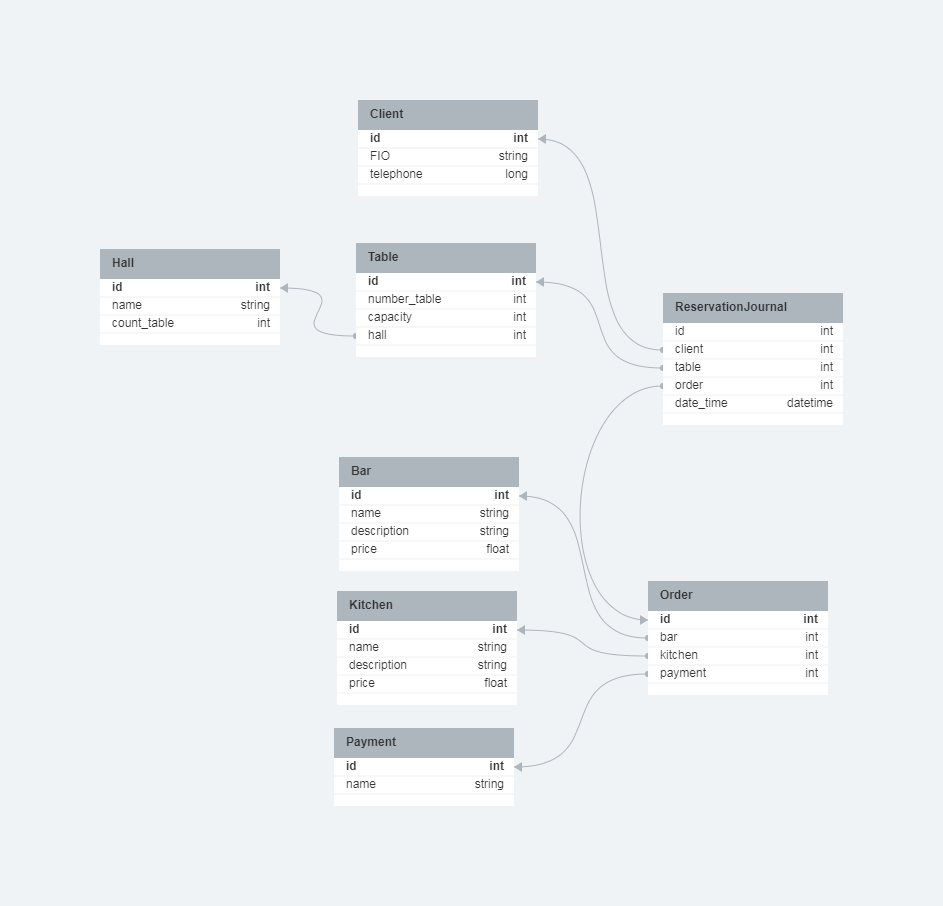 Client
id int
FIO string
telephone long
Hall
id int
name string
count_table int
Table
id int
number_table int
capacity int
hall int
ReservationJournal
id int
client int
table int
order int
date_time datetime
Bar
id int
name string
description string
price float
Kitchen
id int
name string
description string
price float
Order
id int
bar int
kitchen int
payment int
Payment
id int
name string